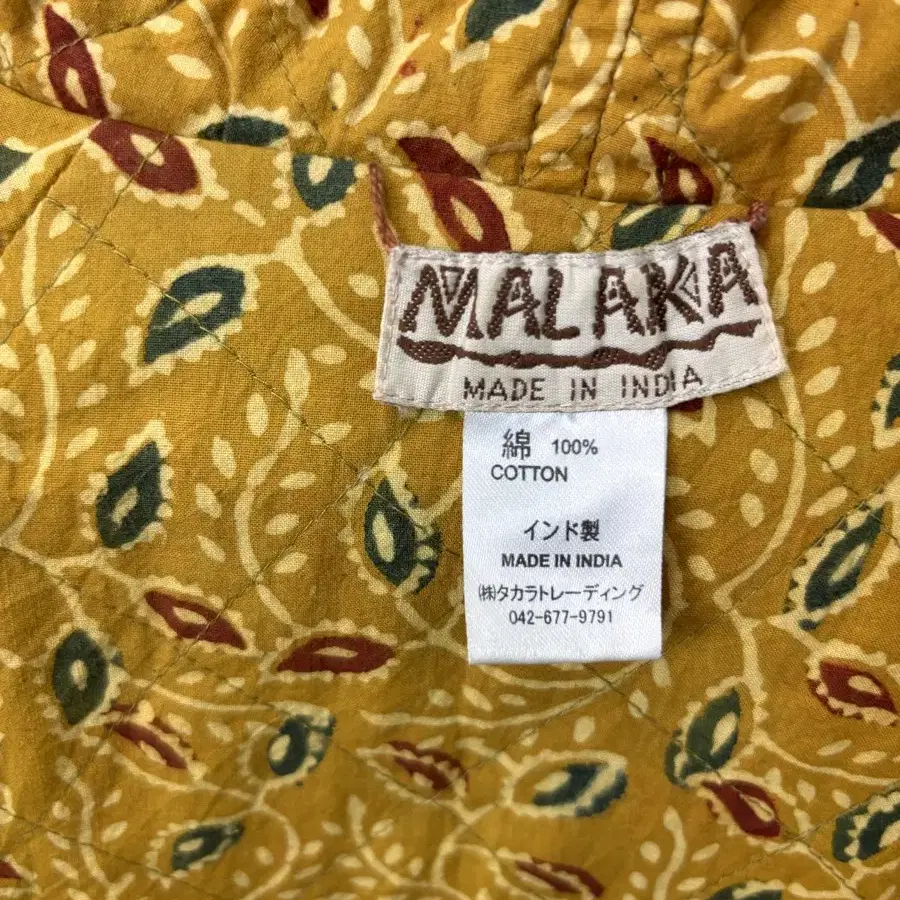 MALAKA
MADE IN INDIA
綿 100%
COTTON
インド製
MADE IN INDIA
㈱タカラトレーディング
042-677-9791